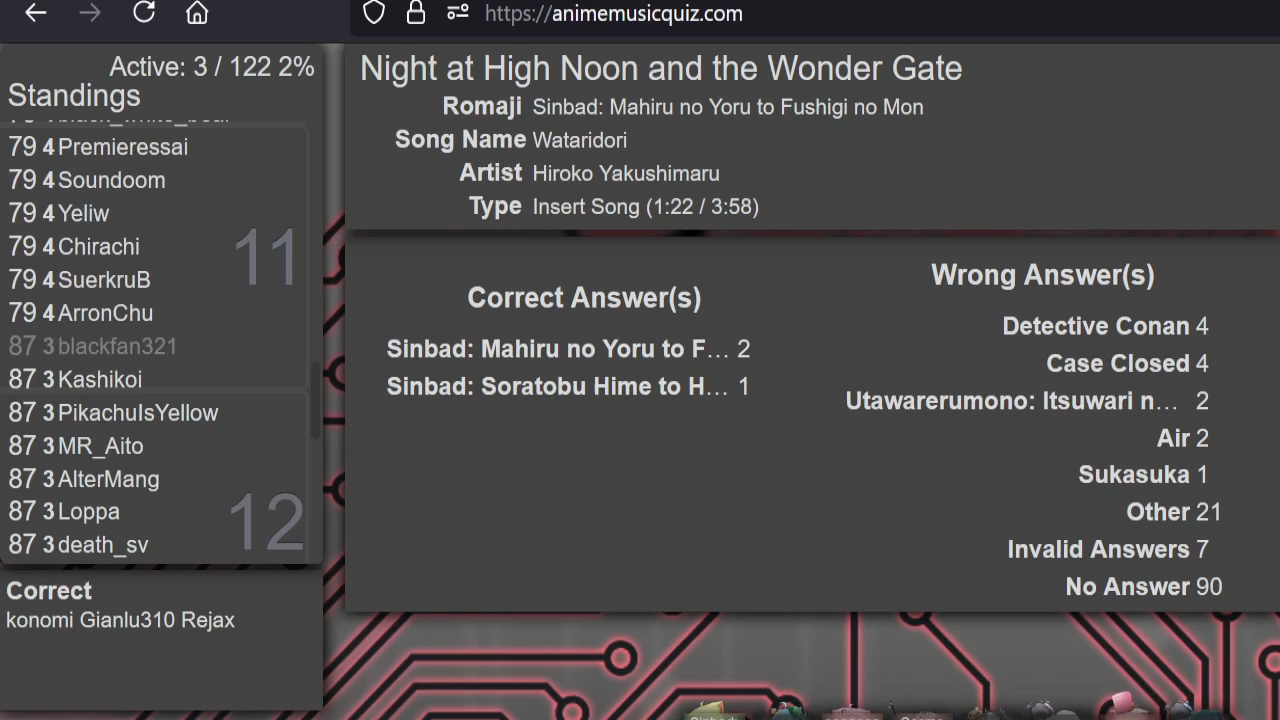 https://animemusicquiz.com
Active: 3 / 122 2%
Standings
79 4 Premieressai
79 4 Soundoom
79 4 Yeliw
79 4 Chirachi
79 4 SuerkruB
79 4 ArronChu
87 3 blackfan321
87 3 Kashikoi
11
87 3 PikachuIsYellow
87 3 MR_Aito
87 3 AlterMang
87 3 Loppa
87 3 death_sv
12
Correct
konomi Gianlu310 Rejax
Night at High Noon and the Wonder Gate
Romaji Sinbad: Mahiru no Yoru to Fushigi no Mon
Song Name Wataridori
Artist Hiroko Yakushimaru
Type Insert Song (1:22 / 3:58)
Correct Answer(s)
Sinbad: Mahiru no Yoru to F... 2
Sinbad: Soratobu Hime to H... 1
Wrong Answer(s)
Detective Conan 4
Case Closed 4
Utawarerumono: Itsuwari n... 2
Air 2
Sukasuka 1
Other 21
Invalid Answers 7
No Answer 90